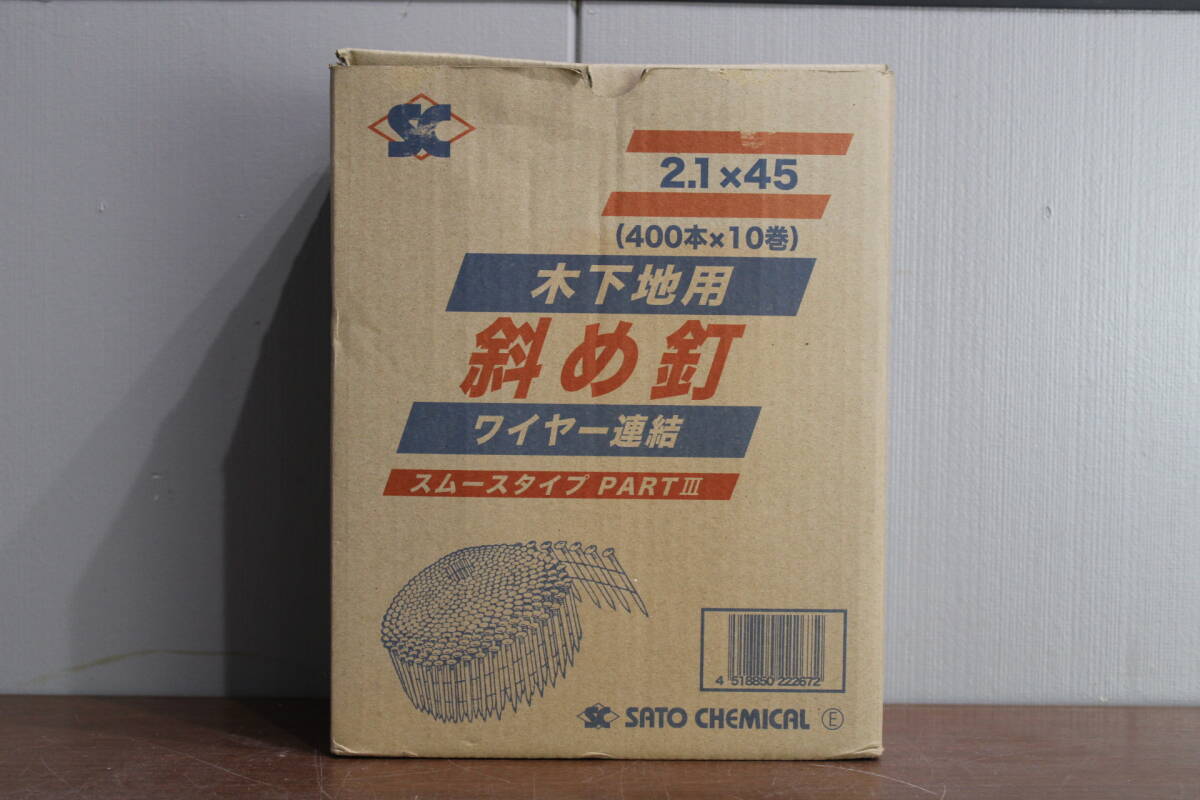 SC
2.1×45
(400本×10巻)
木下地用
斜め釘
ワイヤー連結
スムースタイプ PARTⅢ
4 518850 222672
SC SATO CHEMICAL Ⓔ